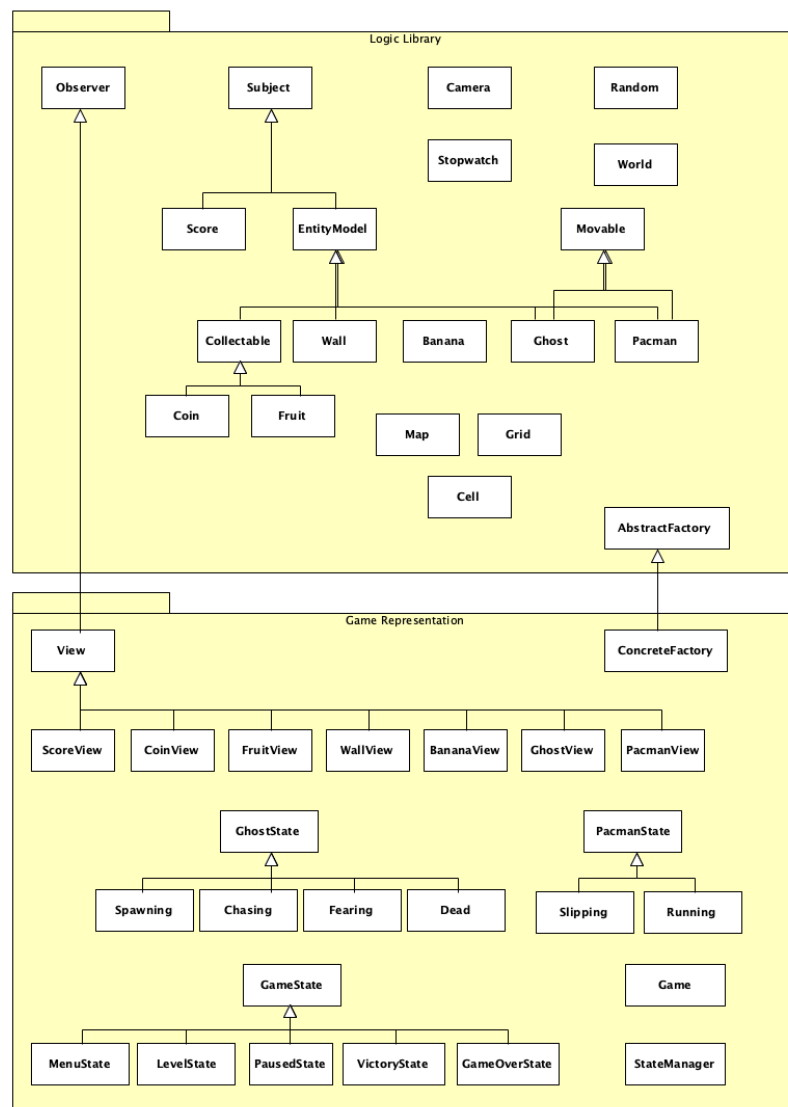 Logic Library
Observer Subject Camera Random
Stopwatch World
Score EntityModel Movable
Collectable Wall Banana Ghost Pacman
Coin Fruit Map Grid
Cell
AbstractFactory
Game Representation
View ConcreteFactory
ScoreView CoinView FruitView WallView BananaView GhostView PacmanView
GhostState PacmanState
Spawning Chasing Fearing Dead Slipping Running
GameState Game
MenuState LevelState PausedState VictoryState GameOverState StateManager